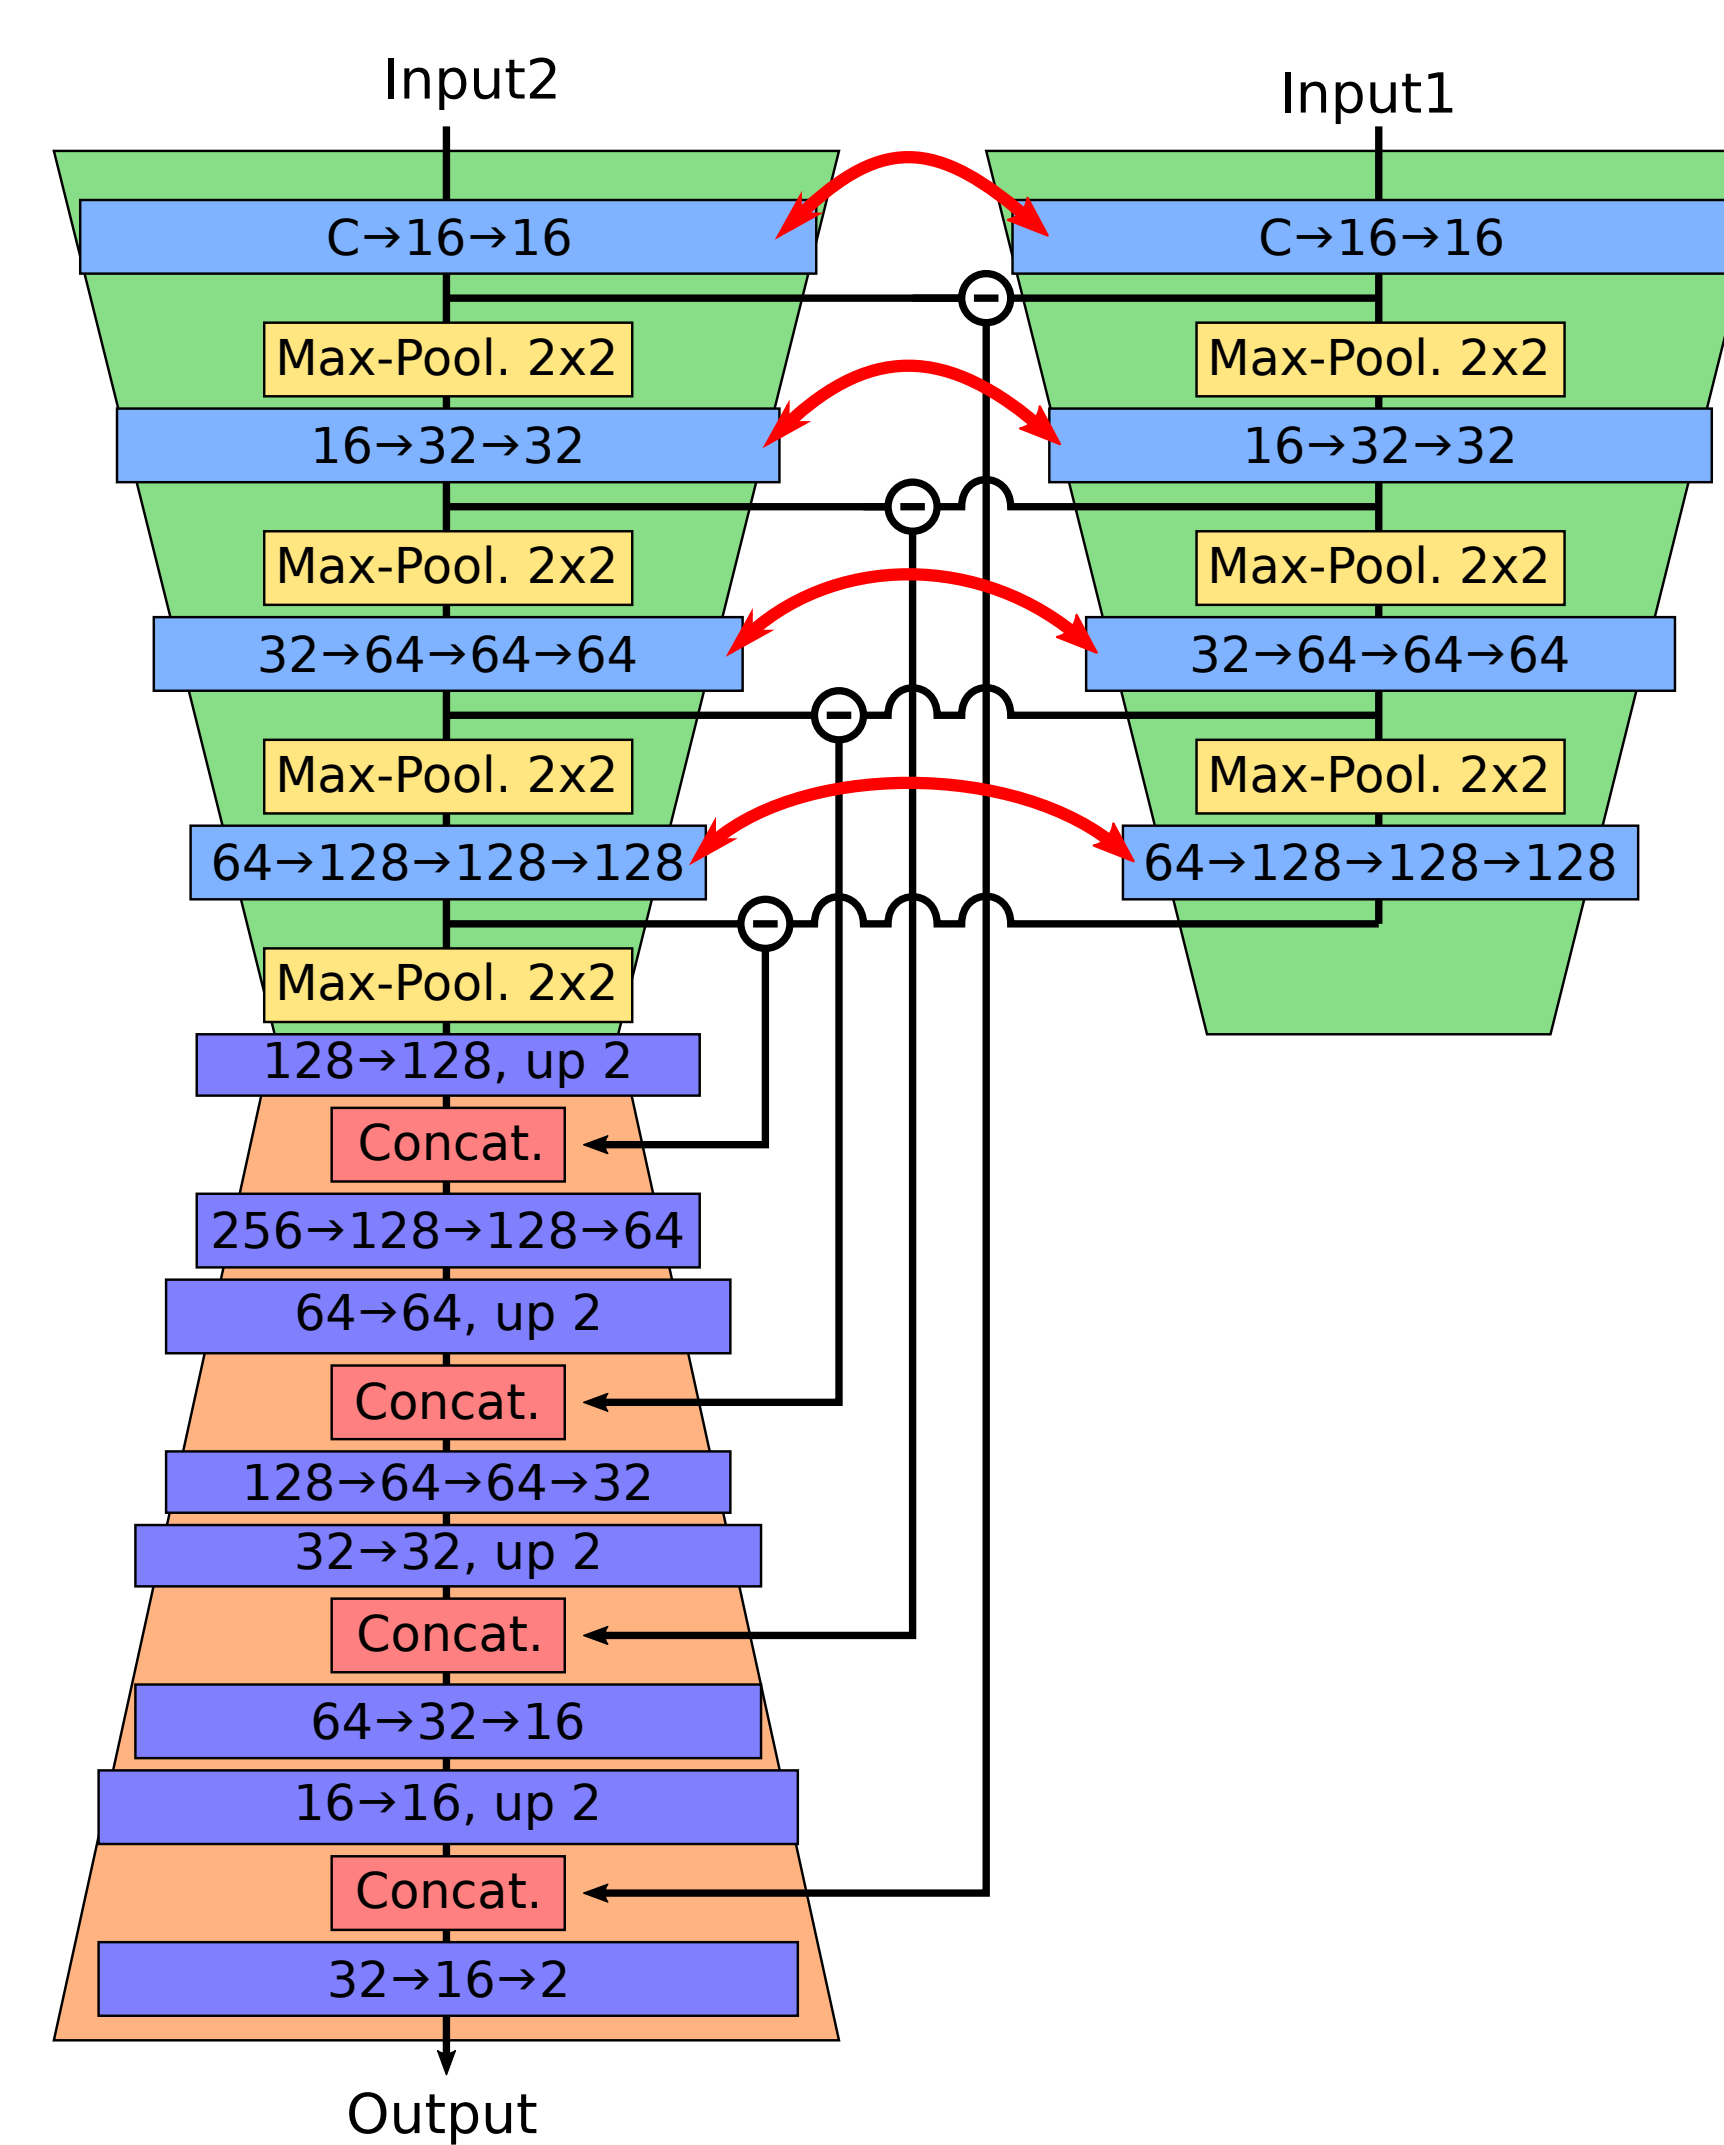 Input2
Input1
C→16→16
C→16→16
Max-Pool. 2x2
Max-Pool. 2x2
16→32→32
16→32→32
Max-Pool. 2x2
Max-Pool. 2x2
32→64→64→64
32→64→64→64
Max-Pool. 2x2
Max-Pool. 2x2
64→128→128→128
64→128→128→128
Max-Pool. 2x2
128→128, up 2
Concat.
256→128→128→64
64→64, up 2
Concat.
128→64→64→32
32→32, up 2
Concat.
64→32→16
16→16, up 2
Concat.
32→16→2
Output